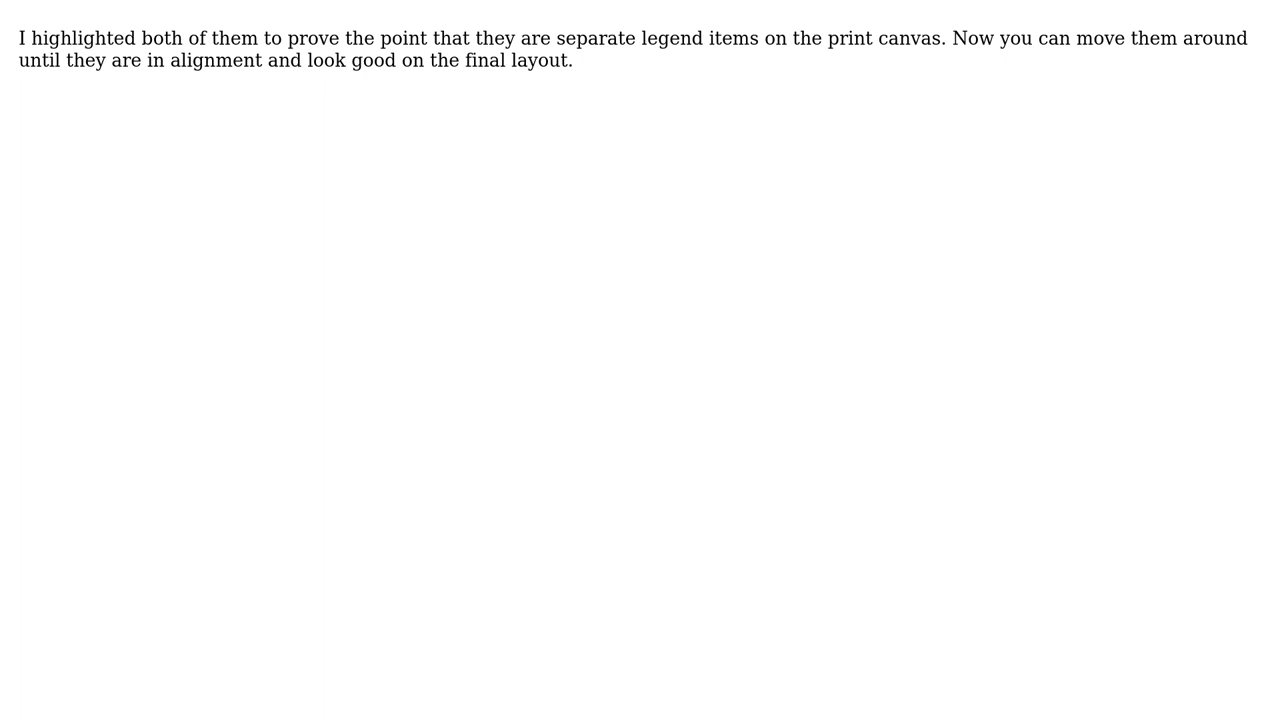 I highlighted both of them to prove the point that they are separate legend items on the print canvas. Now you can move them around
until they are in alignment and look good on the final layout.